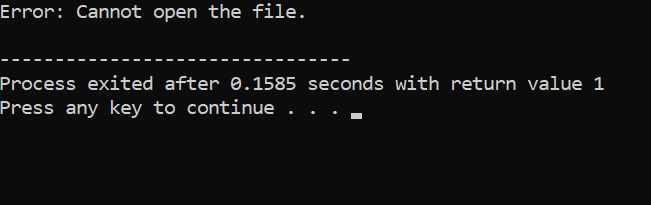 Error: Cannot open the file.
--------------------------------
Process exited after 0.1585 seconds with return value 1
Press any key to continue . . .